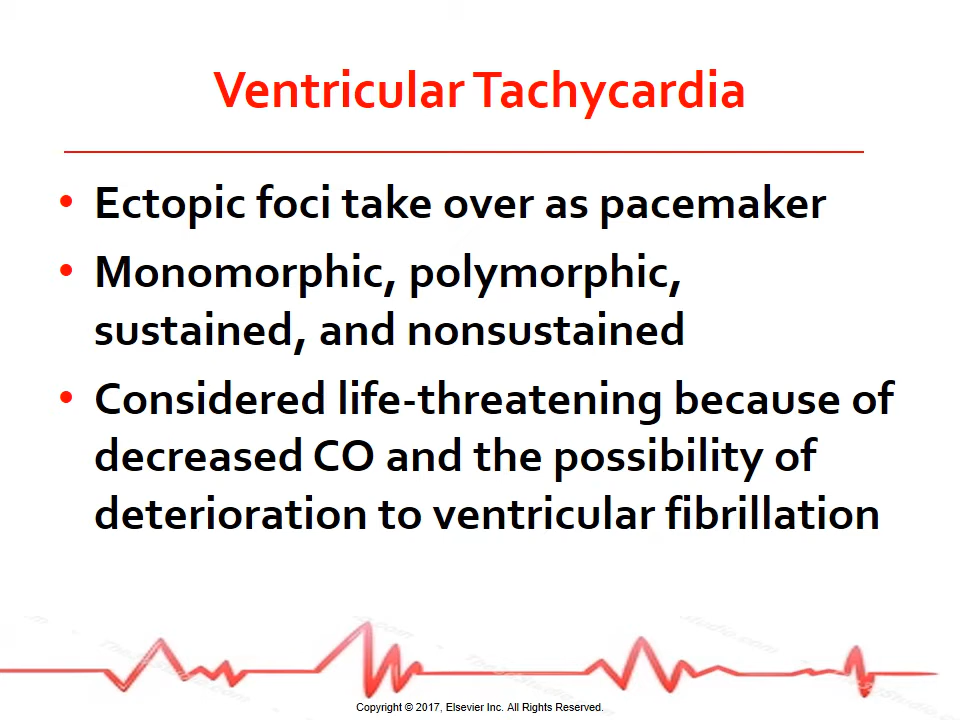 Ventricular Tachycardia
• Ectopic foci take over as pacemaker
• Monomorphic, polymorphic,
sustained, and nonsustained
• Considered life-threatening because of
decreased CO and the possibility of
deterioration to ventricular fibrillation
Copyright © 2017, Elsevier Inc. All Rights Reserved.